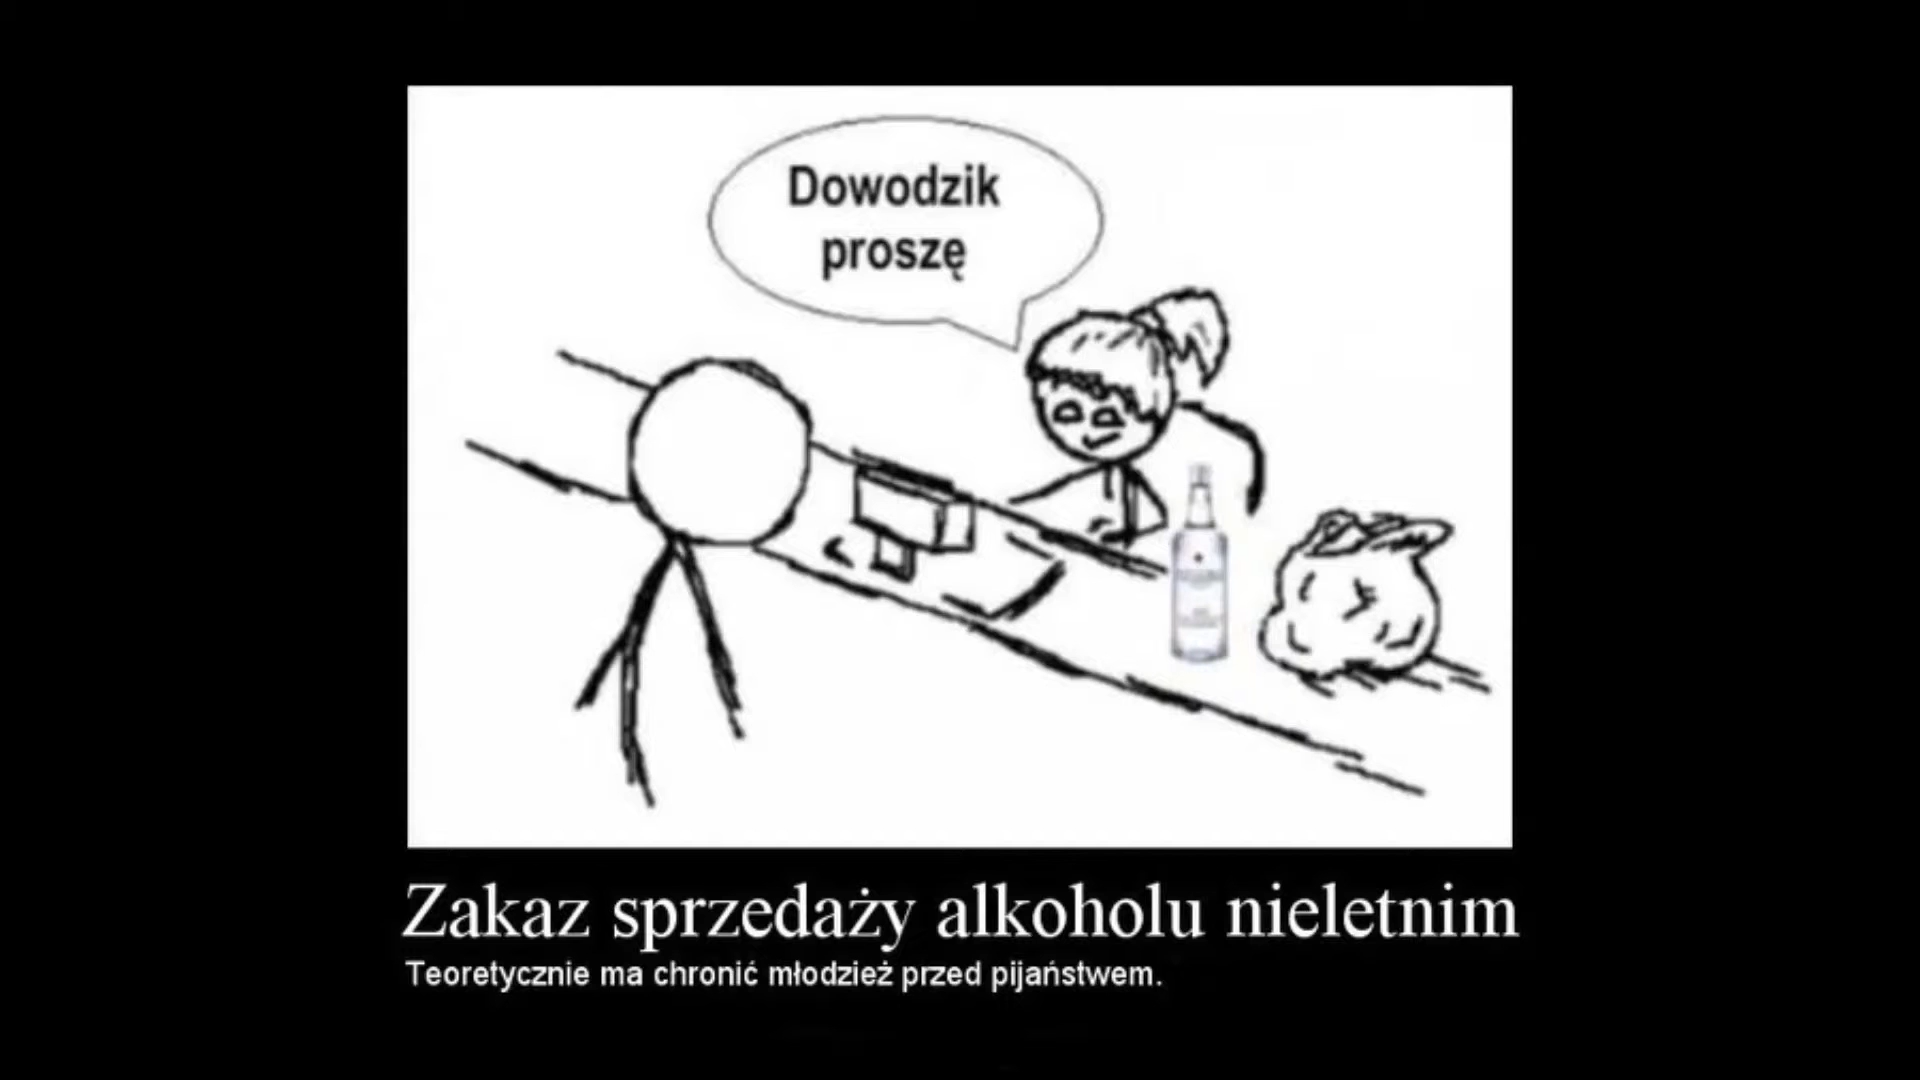 Dowodzik
proszę
Zakaz sprzedaży alkoholu nieletnim
Teoretycznie ma chronić młodzież przed pijaństwem.